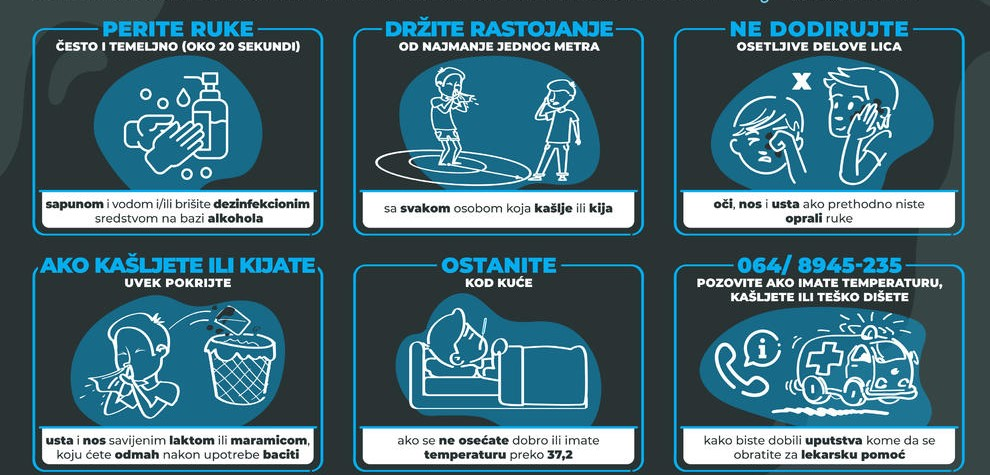 PERITE RUKE
ČESTO I TEMELJNO (OKO 20 SEKUNDI)
sapunom i vodom i/ili brišite dezinfekcionim
sredstvom na bazi alkohola
DRŽITE RASTOJANJE
OD NAJMANJE JEDNOG METRA
sa svakom osobom koja kašlje ili kija
NE DODIRUJTE
OSETLJIVE DELOVE LICA
X
oči, nos i usta ako prethodno niste
oprali ruke
AKO KAŠLJETE ILI KIJATE
UVEK POKRIJTE
usta i nos savijenim laktom ili maramicom,
koju ćete odmah nakon upotrebe baciti
OSTANITE
KOD KUĆE
ako se ne osećate dobro ili imate
temperaturu preko 37,2
064/ 8945-235
POZOVITE AKO IMATE TEMPERATURU,
KAŠLJETE ILI TEŠKO DIŠETE
i
kako biste dobili uputstva kome da se
obratite za lekarsku pomoć